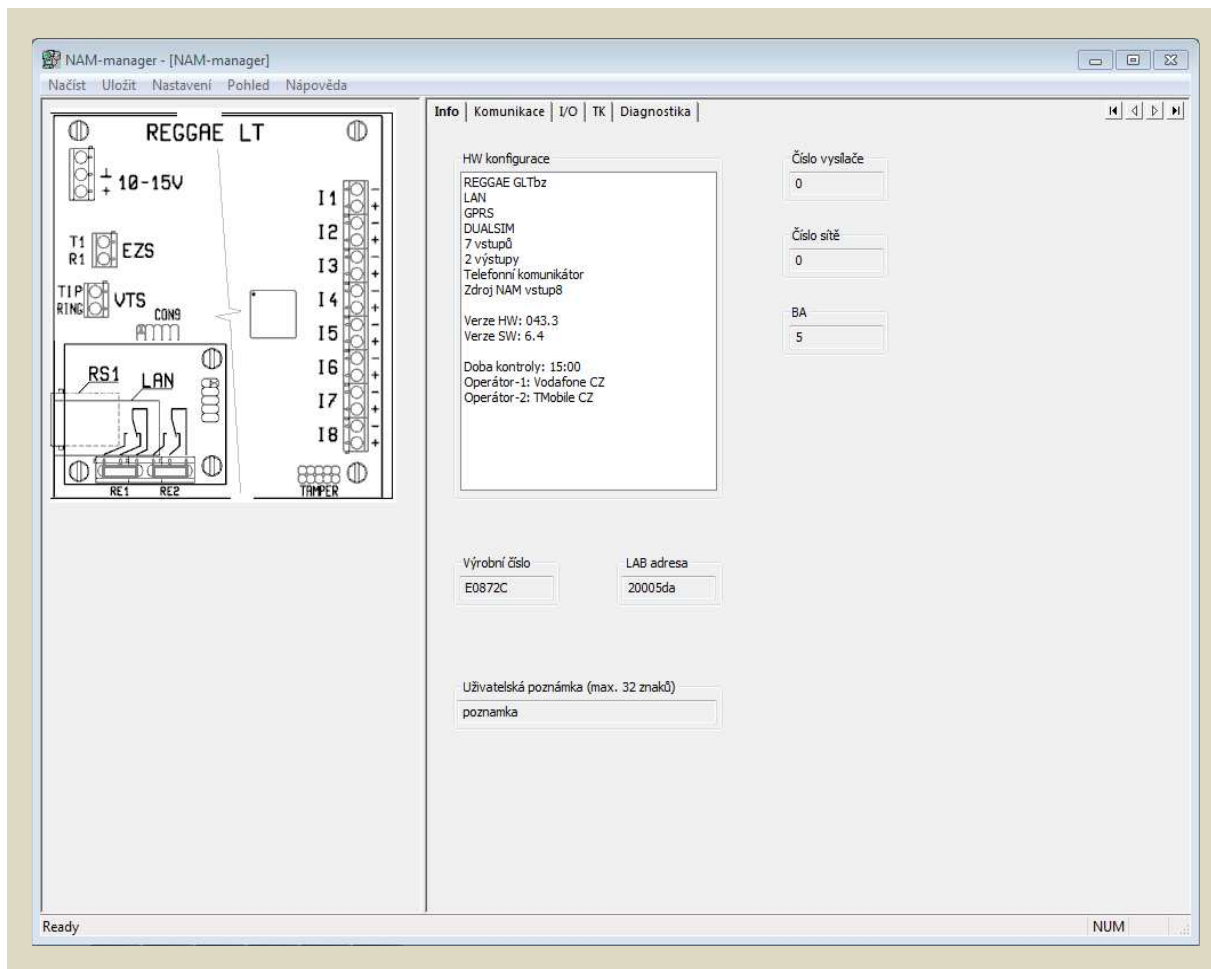 NAM-manager - [NAM-manager]
Načíst Uložit Nastavení Pohled Nápověda
REGGAE LT
10-15V
+
T1
R1
EZS
TIP
RING
VTS
CON9
RS1
LAN
RE1
RE2
I1
I2
I3
I4
I5
I6
I7
I8
TAMPER
Info Komunikace I/O TK Diagnostika
HW konfigurace
REGGAE GLTbz
LAN
GPRS
DUALSIM
7 vstupů
2 výstupy
Telefonní komunikátor
Zdroj NAM vstup8
Verze HW: 043.3
Verze SW: 6.4
Doba kontroly: 15:00
Operátor-1: Vodafone CZ
Operátor-2: TMobile CZ
Číslo vysílače
0
Číslo sítě
0
BA
5
Výrobní číslo
E0872C
LAB adresa
20005da
Uživatelská poznámka (max. 32 znaků)
poznamka
Ready
NUM